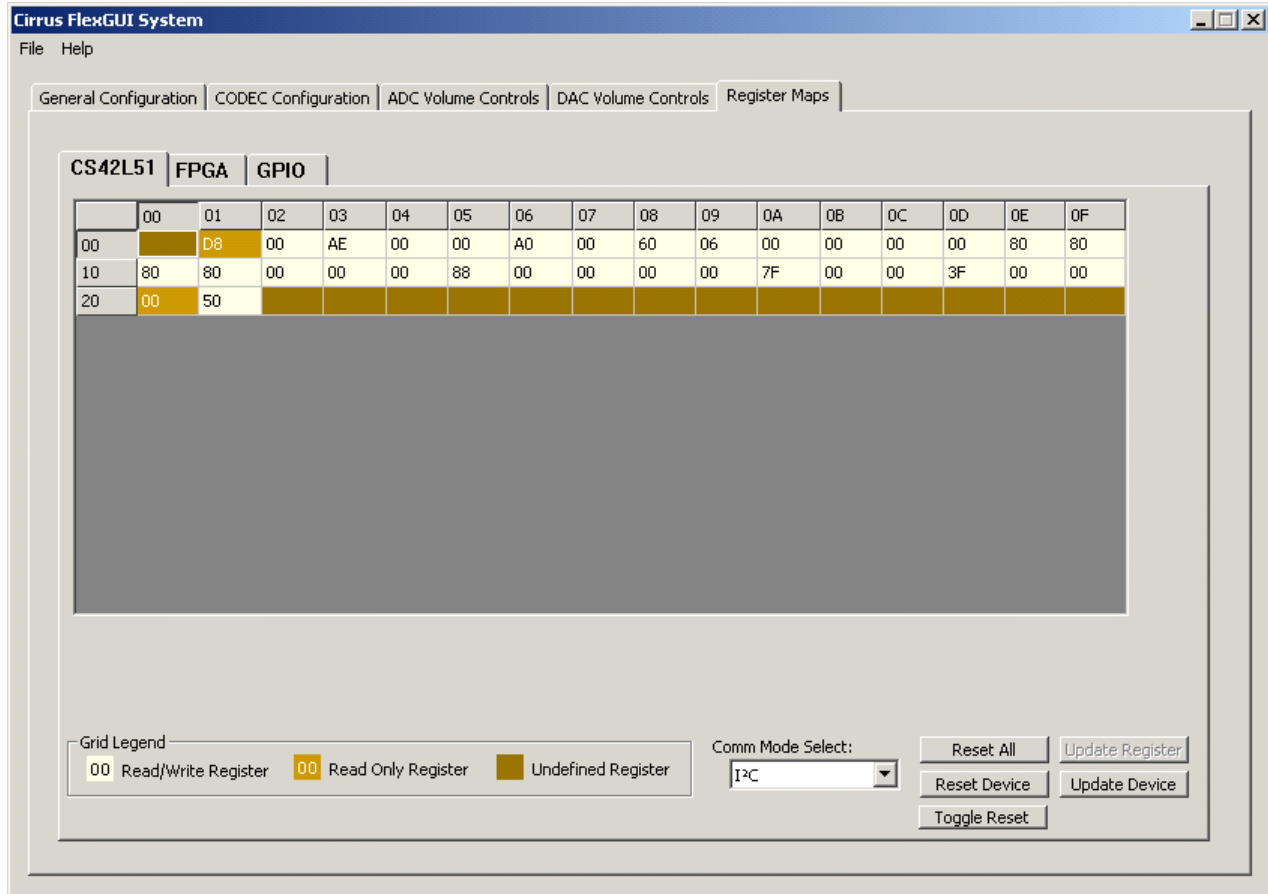 Cirrus FlexGUI System
File Help
General Configuration CODEC Configuration ADC Volume Controls DAC Volume Controls Register Maps
CS42L51 FPGA GPIO
00 01 02 03 04 05 06 07 08 09 0A 0B 0C 0D 0E 0F
00 D8 00 AE 00 00 A0 00 60 06 00 00 00 00 80 80
10 80 80 00 00 00 88 00 00 00 00 7F 00 00 3F 00 00
20 00 50
Grid Legend
00 Read/Write Register 00 Read Only Register Undefined Register
Comm Mode Select:
I²C
Reset All Update Register
Reset Device Update Device
Toggle Reset